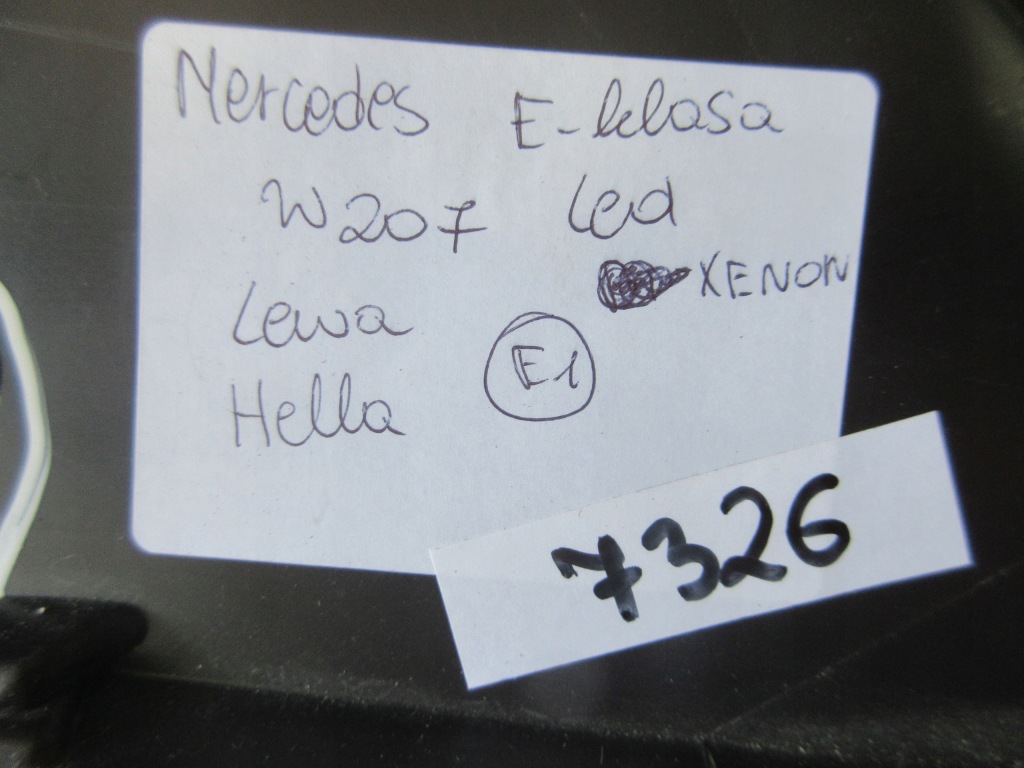 Mercedes E-klasa
W207 Led
XENON
Lewa
E1
Hella
7326